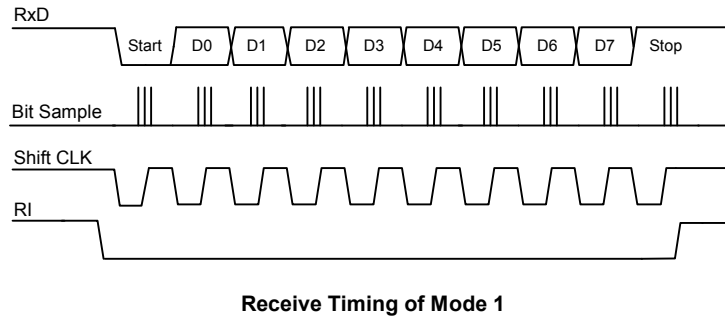 RxD
Start D0 D1 D2 D3 D4 D5 D6 D7 Stop
Bit Sample
Shift CLK
RI
Receive Timing of Mode 1